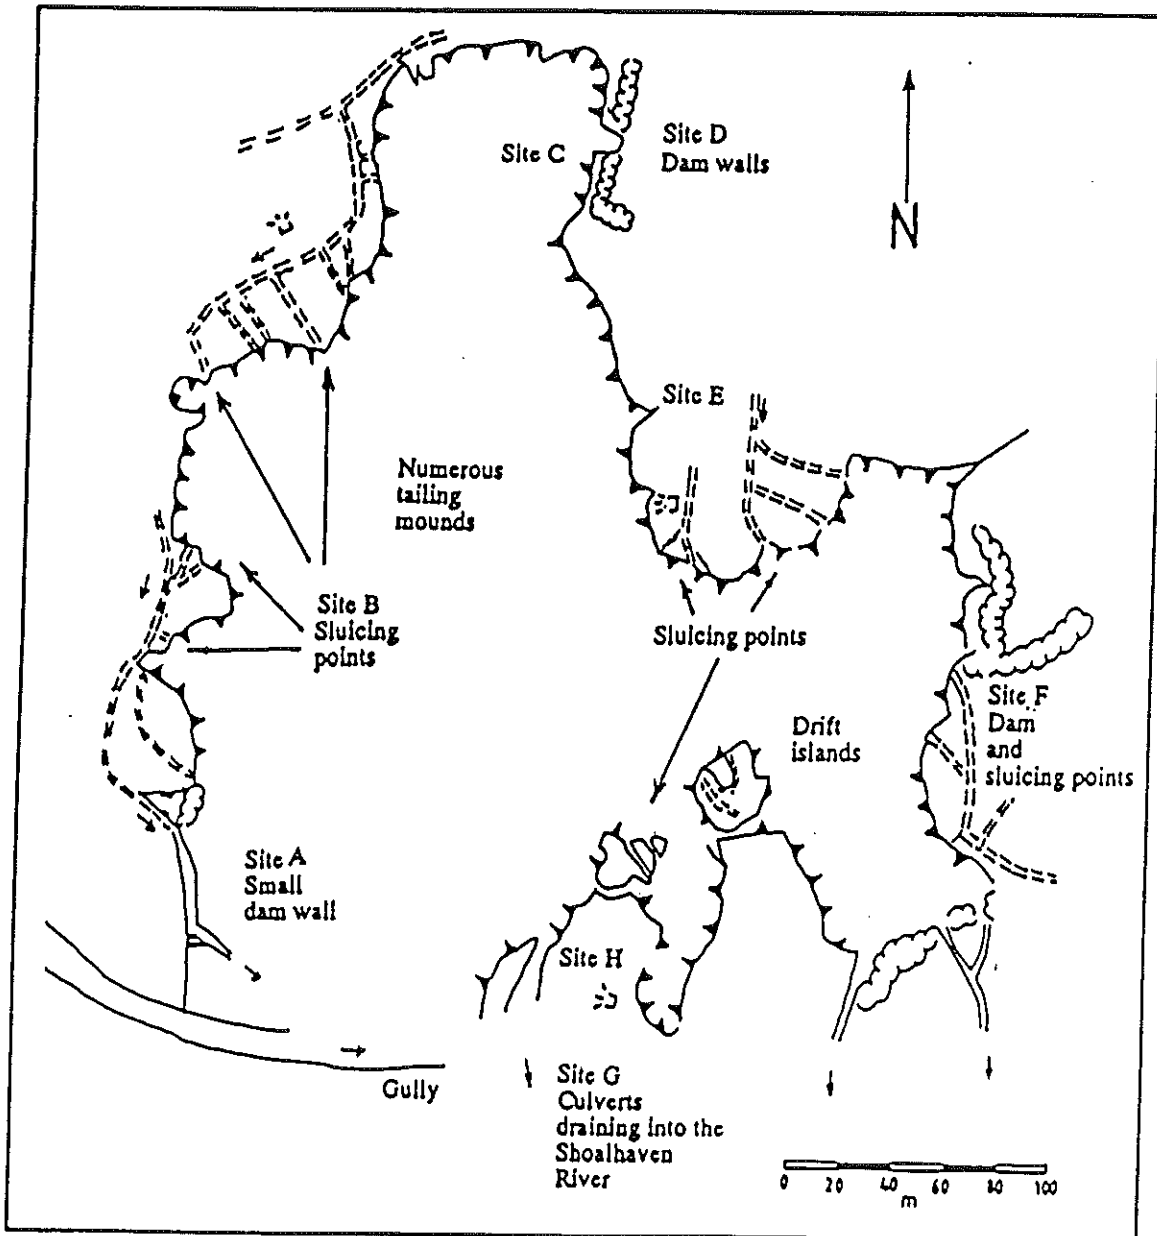 Site D
Dam walls
Site C
N
Site E
Numerous
tailing
mounds
Site B
Sluicing
points
Sluicing points
Site F
Dam
and
sluicing points
Drift
islands
Site A
Small
dam wall
Site H
Gully
Site G
Culverts
draining into the
Shoalhaven
River
0 20 40 60 80 100
m